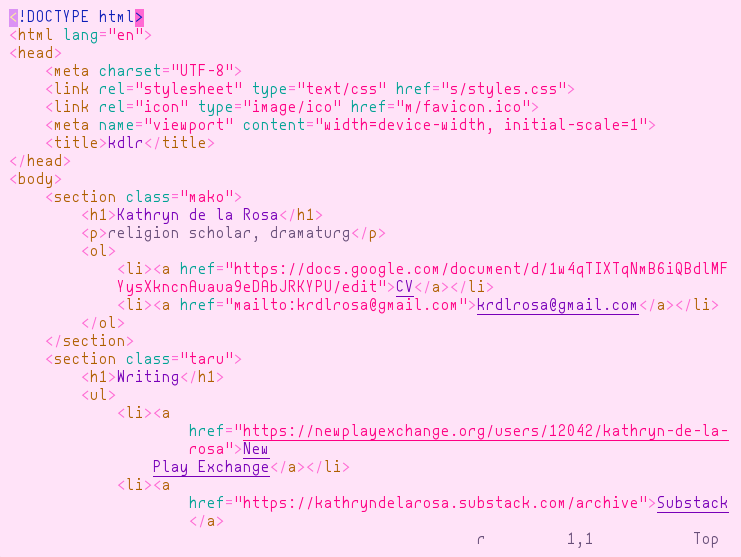 <!DOCTYPE html>
<html lang="en">
<head>
<meta charset="UTF-8">
<link rel="stylesheet" type="text/css" href="s/styles.css">
<link rel="icon" type="image/ico" href="m/favicon.ico">
<meta name="viewport" content="width=device-width, initial-scale=1">
<title>kdlr</title>
</head>
<body>
<section class="mako">
<h1>Kathryn de la Rosa</h1>
<p>religion scholar, dramaturg</p>
<ol>
<li><a href="https://docs.google.com/document/d/1w4qTIXTqNmB6iQBdlMF
YysXkncnAvava9eDAbJRKYPU/edit">CV</a></li>
<li><a href="mailto:krdlrosa@gmail.com">krdlrosa@gmail.com</a></li>
</ol>
</section>
<section class="taru">
<h1>Writing</h1>
<ul>
<li><a
href="https://newplayexchange.org/users/12042/kathryn-de-la-
rosa">New
Play Exchange</a></li>
<li><a
href="https://kathryndelarosa.substack.com/archive">Substack
</a>
r 1,1 Top